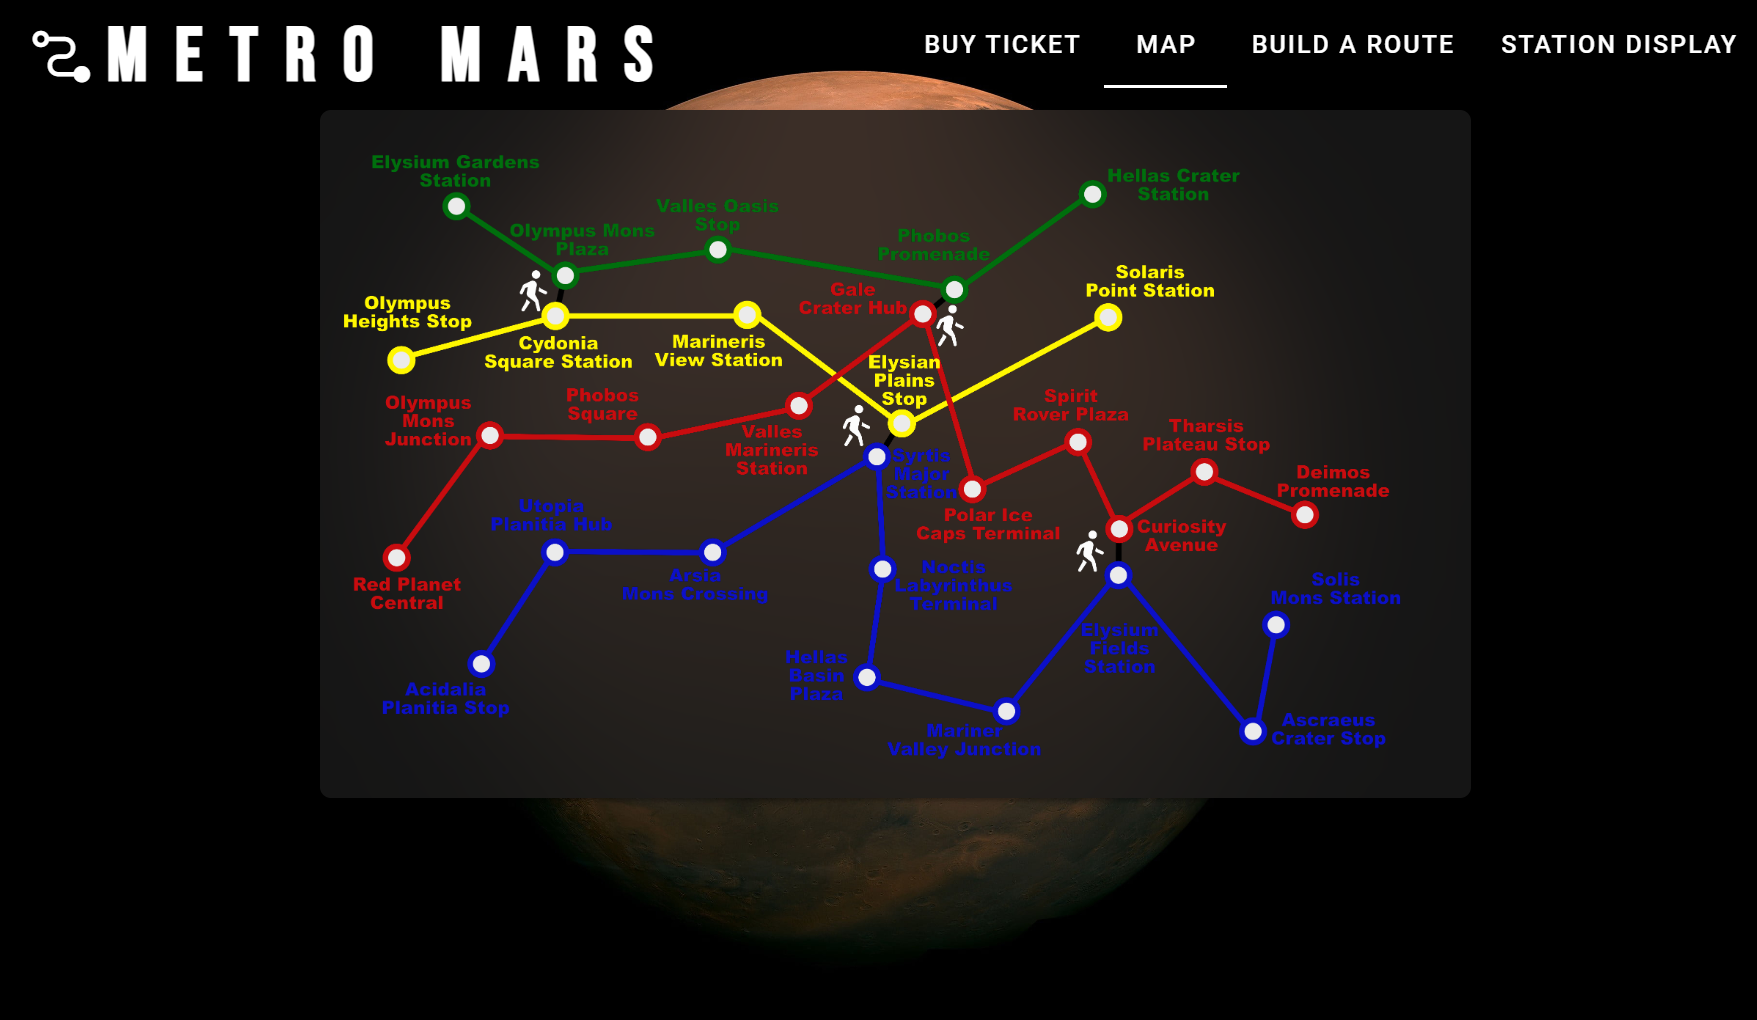 METRO MARS
BUY TICKET
MAP
BUILD A ROUTE
STATION DISPLAY
Elysium Gardens
Station
Hellas Crater
Station
Valles Oasis
Stop
Olympus Mons
Plaza
Phobos
Promenade
Solaris
Point Station
Gale
Crater Hub
Olympus
Heights Stop
Cydonia
Square Station
Marineris
View Station
Elysian
Plains
Stop
Olympus
Mons
Junction
Phobos
Square
Spirit
Rover Plaza
Valles
Marineris
Station
Tharsis
Plateau Stop
Syrtis
Major
Station
Deimos
Promenade
Utopia
Planitia Hub
Polar Ice
Caps Terminal
Curiosity
Avenue
Red Planet
Central
Arsia
Mons Crossing
Noctis
Labyrinthus
Terminal
Solis
Mons Station
Elysium
Fields
Station
Hellas
Basin
Plaza
Acidalia
Planitia Stop
Mariner
Valley Junction
Ascraeus
Crater Stop